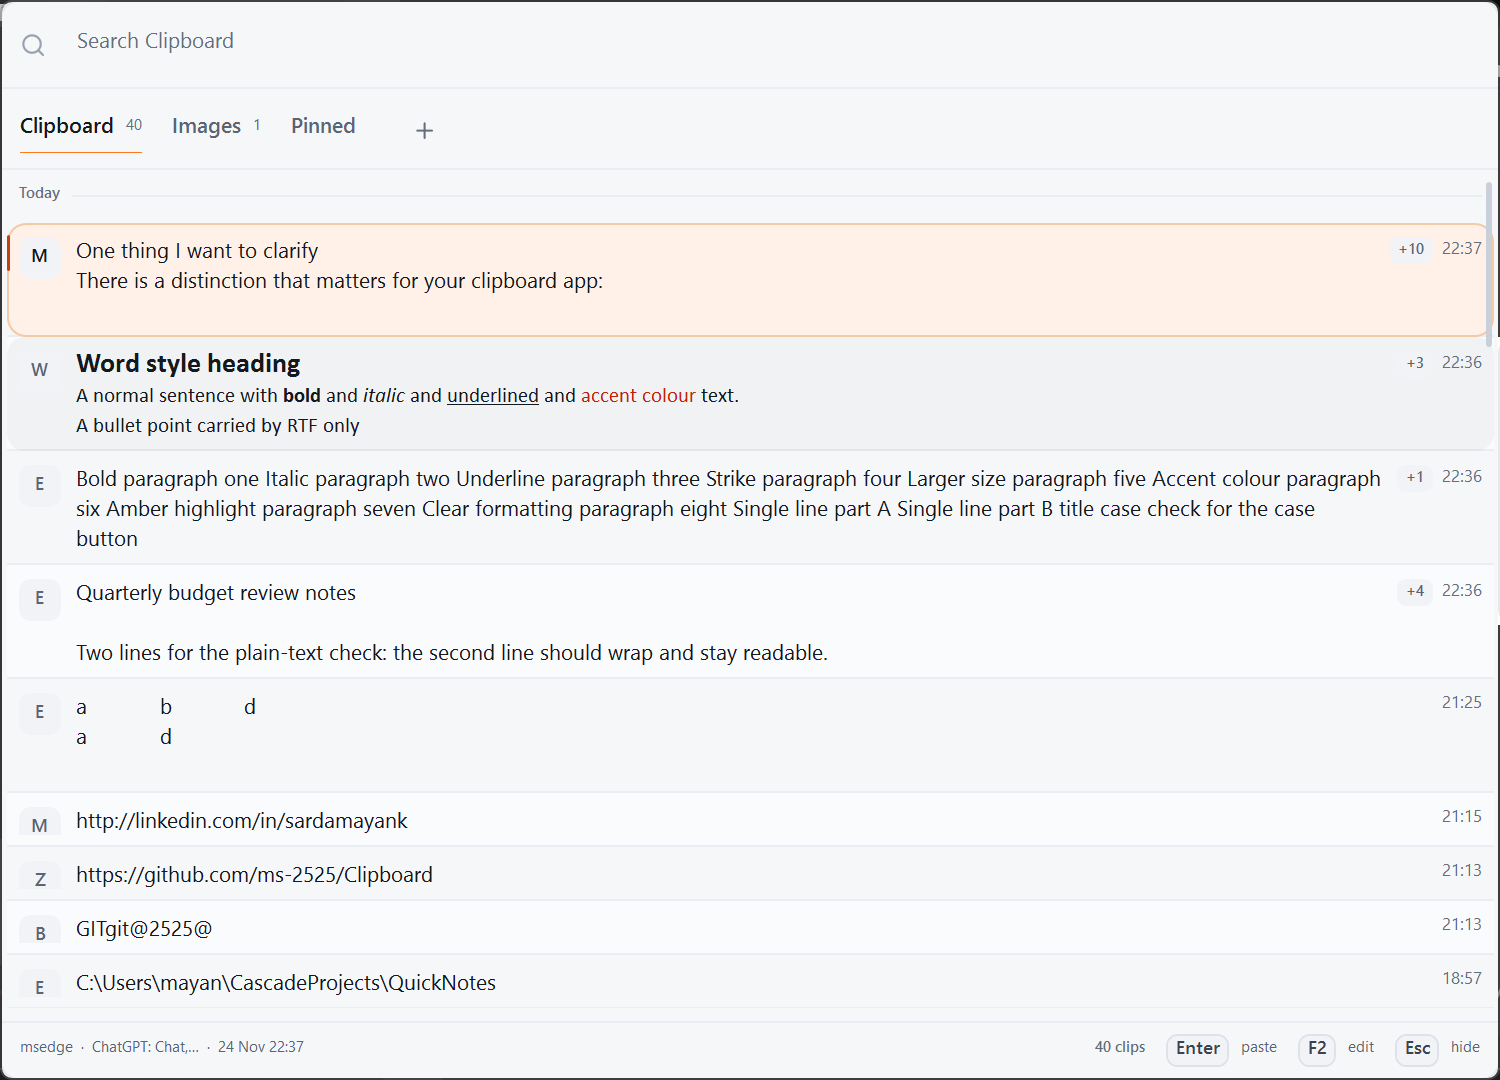 Search Clipboard
Clipboard 40 Images 1 Pinned +
Today
M One thing I want to clarify +10 22:37
There is a distinction that matters for your clipboard app:
W Word style heading +3 22:36
A normal sentence with bold and italic and underlined and accent colour text.
A bullet point carried by RTF only
E Bold paragraph one Italic paragraph two Underline paragraph three Strike paragraph four Larger size paragraph five Accent colour paragraph +1 22:36
six Amber highlight paragraph seven Clear formatting paragraph eight Single line part A Single line part B title case check for the case
button
E Quarterly budget review notes +4 22:36
Two lines for the plain-text check: the second line should wrap and stay readable.
E a b d 21:25
a d
M http://linkedin.com/in/sardamayank 21:15
Z https://github.com/ms-2525/Clipboard 21:13
B GITgit@2525@ 21:13
E C:\Users\mayan\CascadeProjects\QuickNotes 18:57
msedge · ChatGPT: Chat,... · 24 Nov 22:37 40 clips Enter paste F2 edit Esc hide